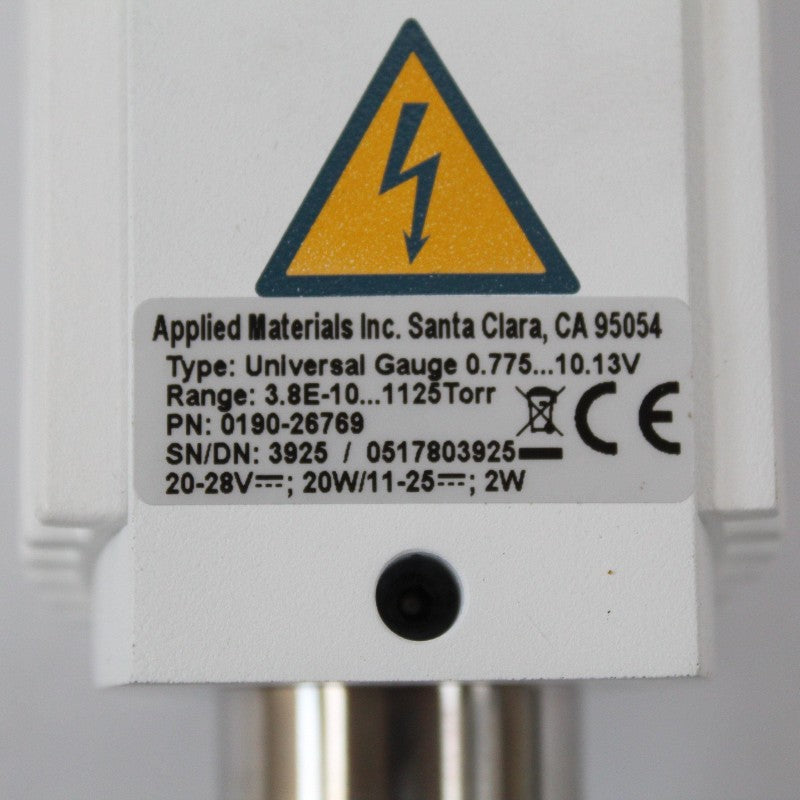 Applied Materials Inc. Santa Clara, CA 95054
Type: Universal Gauge 0.775...10.13V
Range: 3.8E-10...1125Torr
PN: 0190-26769
SN/DN: 3925 / 0517803925
20-28V⎓; 20W/11-25⎓; 2W
CE